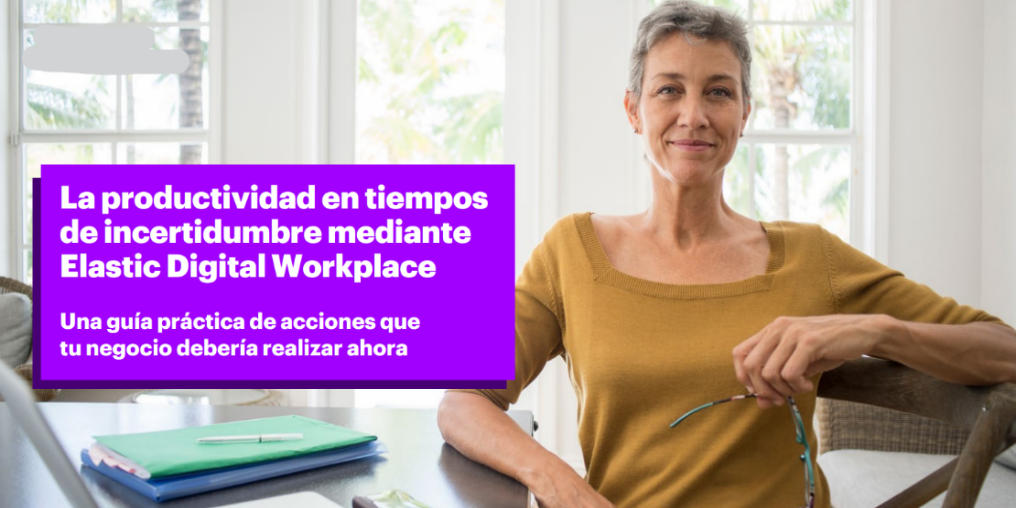 La productividad en tiempos
de incertidumbre mediante
Elastic Digital Workplace
Una guía práctica de acciones que
tu negocio debería realizar ahora